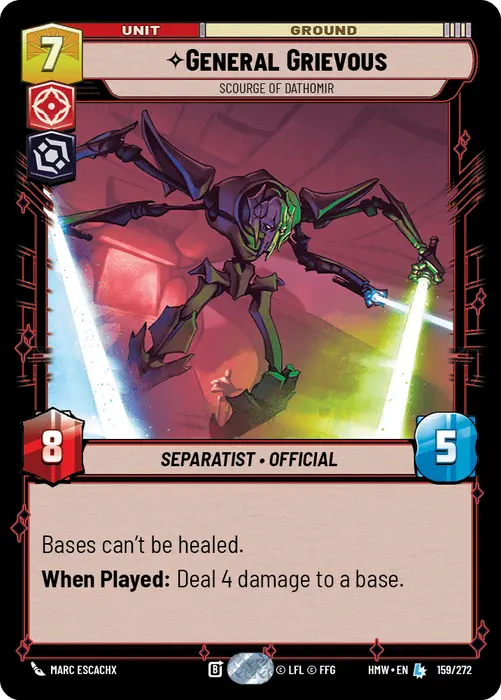 UNIT
GROUND
7
✧GENERAL GRIEVOUS
SCOURGE OF DATHOMIR
8
SEPARATIST • OFFICIAL
5
Bases can't be healed.
When Played: Deal 4 damage to a base.
MARC ESCACHX
B
© LFL © FFG
HMW • EN
L
159/272